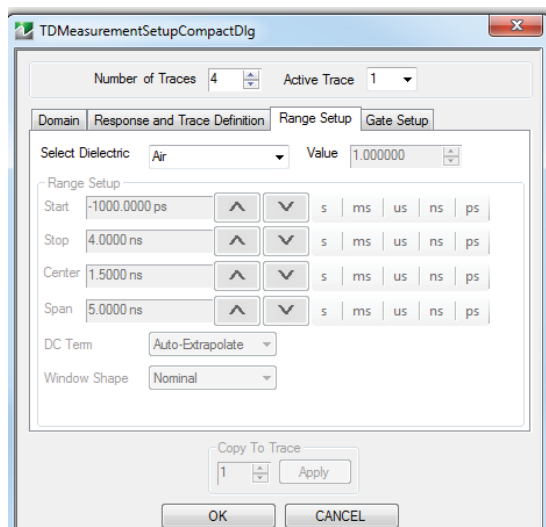 TDMeasurementSetupCompactDlg
Number of Traces 4 Active Trace 1
Domain Response and Trace Definition Range Setup Gate Setup
Select Dielectric Air Value 1.000000
Range Setup
Start -1000.0000 ps s ms us ns ps
Stop 4.0000 ns s ms us ns ps
Center 1.5000 ns s ms us ns ps
Span 5.0000 ns s ms us ns ps
DC Term Auto-Extrapolate
Window Shape Nominal
Copy To Trace
1 Apply
OK CANCEL